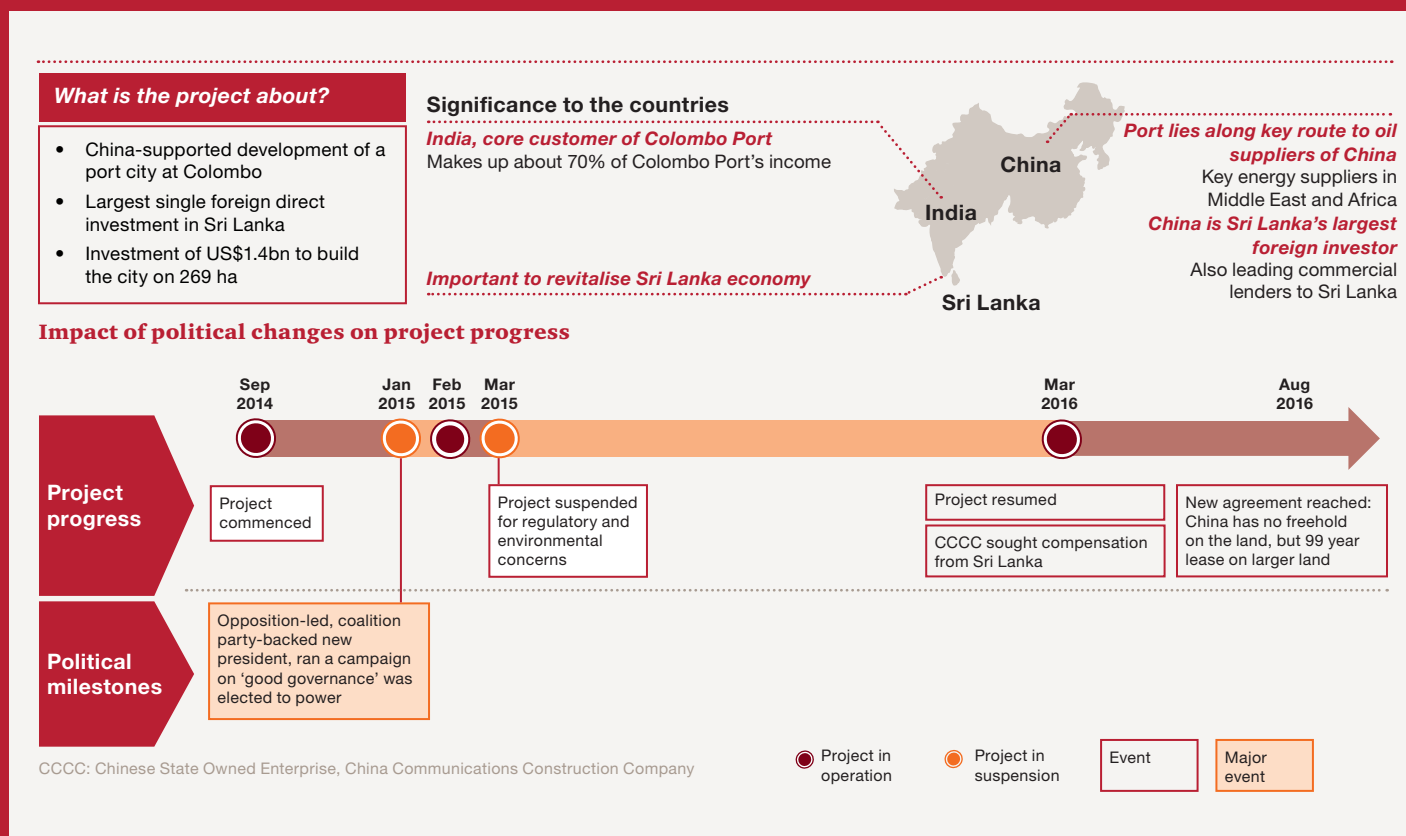 What is the project about?
• China-supported development of a
port city at Colombo
• Largest single foreign direct
investment in Sri Lanka
• Investment of US$1.4bn to build
the city on 269 ha
Significance to the countries
India, core customer of Colombo Port
Makes up about 70% of Colombo Port's income
Important to revitalise Sri Lanka economy
China
India
Sri Lanka
Port lies along key route to oil
suppliers of China
Key energy suppliers in
Middle East and Africa
China is Sri Lanka's largest
foreign investor
Also leading commercial
lenders to Sri Lanka
Impact of political changes on project progress
Sep
2014
Jan
2015
Feb
2015
Mar
2015
Mar
2016
Aug
2016
Project
progress
Project
commenced
Project suspended
for regulatory and
environmental
concerns
Project resumed
CCCC sought compensation
from Sri Lanka
New agreement reached:
China has no freehold
on the land, but 99 year
lease on larger land
Political
milestones
Opposition-led, coalition
party-backed new
president, ran a campaign
on 'good governance' was
elected to power
CCCC: Chinese State Owned Enterprise, China Communications Construction Company
Project in
operation
Project in
suspension
Event
Major
event